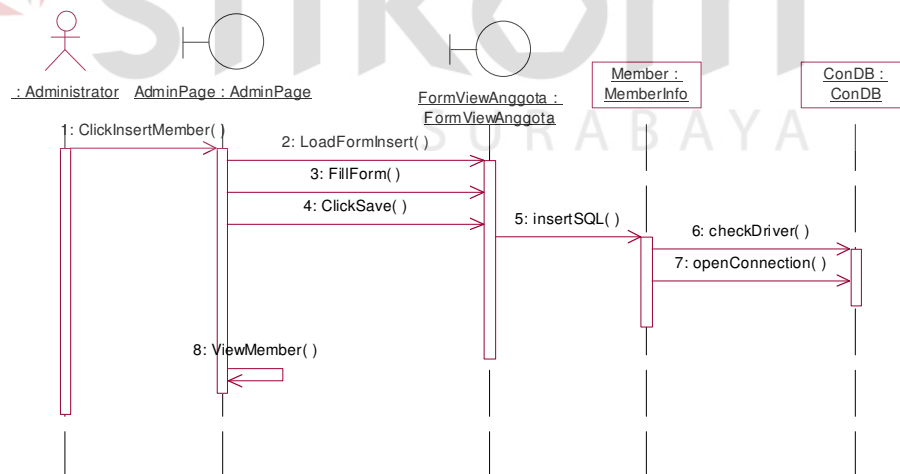 stikom
SURABAYA
: Administrator
AdminPage : AdminPage
FormViewAnggota :
FormViewAnggota
Member :
MemberInfo
ConDB :
ConDB
1: ClickInsertMember( )
2: LoadFormInsert( )
3: FillForm( )
4: ClickSave( )
5: insertSQL( )
6: checkDriver( )
7: openConnection( )
8: ViewMember( )